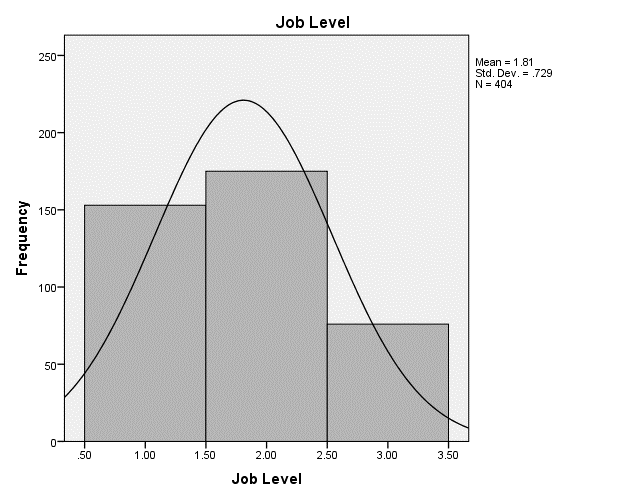 Job Level
Mean = 1.81
Std. Dev. = .729
N = 404
Frequency
250
200
150
100
50
0
.50 1.00 1.50 2.00 2.50 3.00 3.50
Job Level